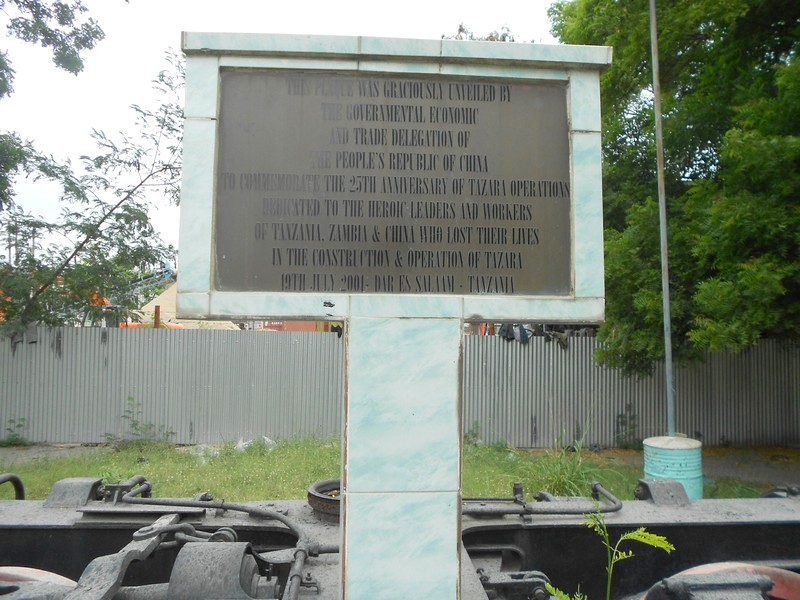 THIS PLAQUE WAS GRACIOUSLY UNVEILED BY
THE GOVERNMENTAL ECONOMIC
AND TRADE DELEGATION OF
THE PEOPLE'S REPUBLIC OF CHINA
TO COMMEMORATE THE 25TH ANNIVERSARY OF TAZARA OPERATIONS
DEDICATED TO THE HEROIC LEADERS AND WORKERS
OF TANZANIA, ZAMBIA & CHINA WHO LOST THEIR LIVES
IN THE CONSTRUCTION & OPERATION OF TAZARA
19TH JULY 2001: DAR ES SALAAM - TANZANIA